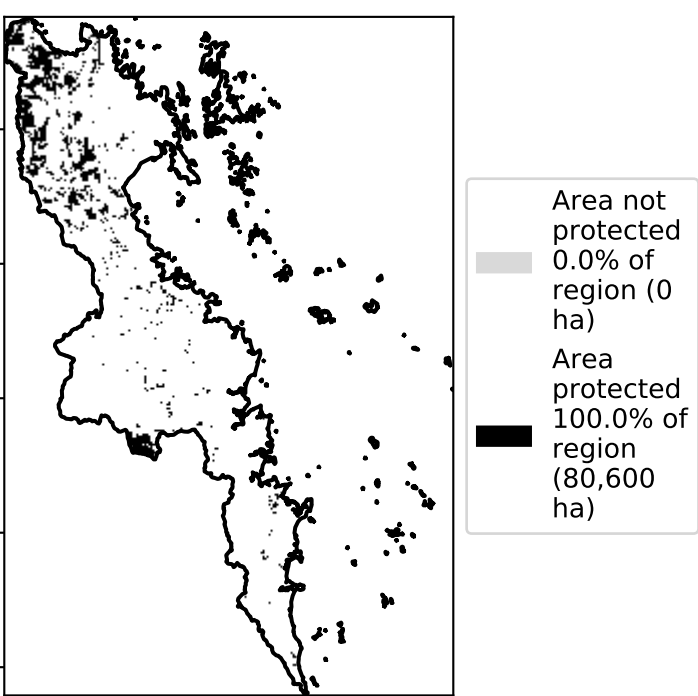 Area not
protected
0.0% of
region (0
ha)
Area
protected
100.0% of
region
(80,600
ha)